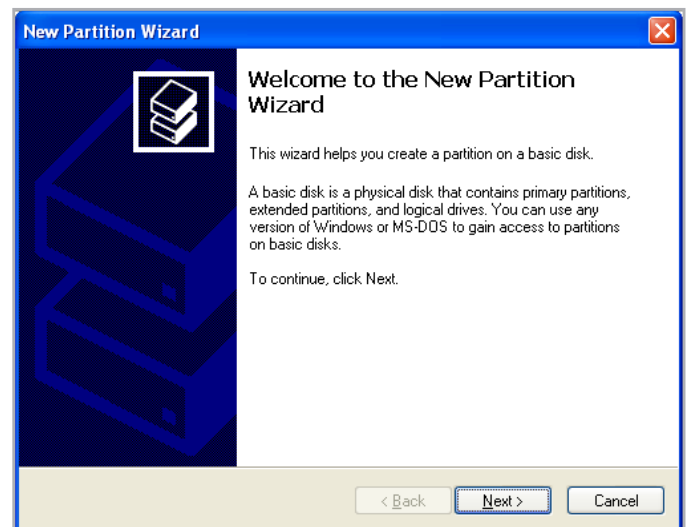 New Partition Wizard
Welcome to the New Partition
Wizard
This wizard helps you create a partition on a basic disk.
A basic disk is a physical disk that contains primary partitions,
extended partitions, and logical drives. You can use any
version of Windows or MS-DOS to gain access to partitions
on basic disks.
To continue, click Next.
< Back Next > Cancel